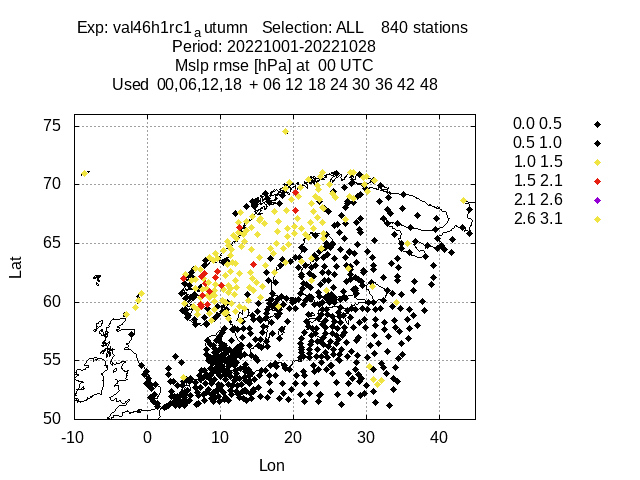 Exp: val46h1rc1_a utumn Selection: ALL 840 stations
Period: 20221001-20221028
Mslp rmse [hPa] at 00 UTC
Used 00,06,12,18 + 06 12 18 24 30 36 42 48
0.0 0.5
0.5 1.0
1.0 1.5
1.5 2.1
2.1 2.6
2.6 3.1
75
70
65
60
55
50
Lat
-10 0 10 20 30 40
Lon